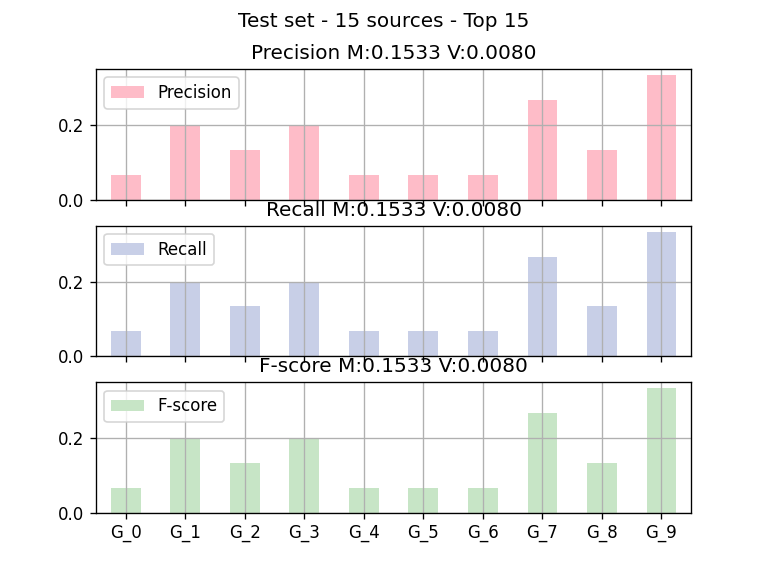 Test set - 15 sources - Top 15
Precision M:0.1533 V:0.0080
Precision
0.2
0.0
Recall M:0.1533 V:0.0080
Recall
0.2
0.0
F-score M:0.1533 V:0.0080
F-score
0.2
0.0
G_0 G_1 G_2 G_3 G_4 G_5 G_6 G_7 G_8 G_9